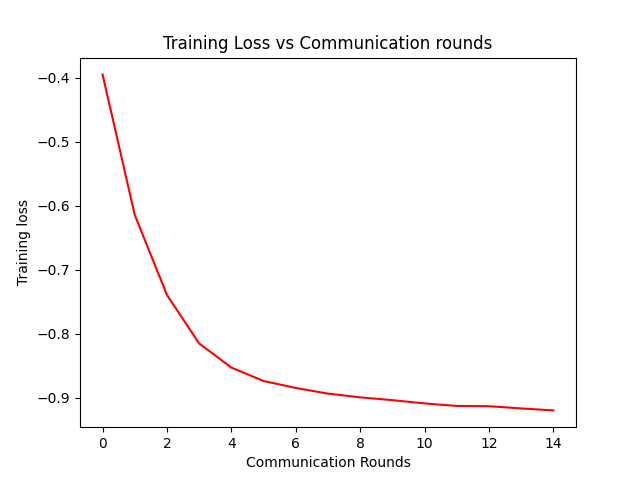 Training Loss vs Communication rounds
−0.4
−0.5
−0.6
−0.7
−0.8
−0.9
Training loss
0 2 4 6 8 10 12 14
Communication Rounds